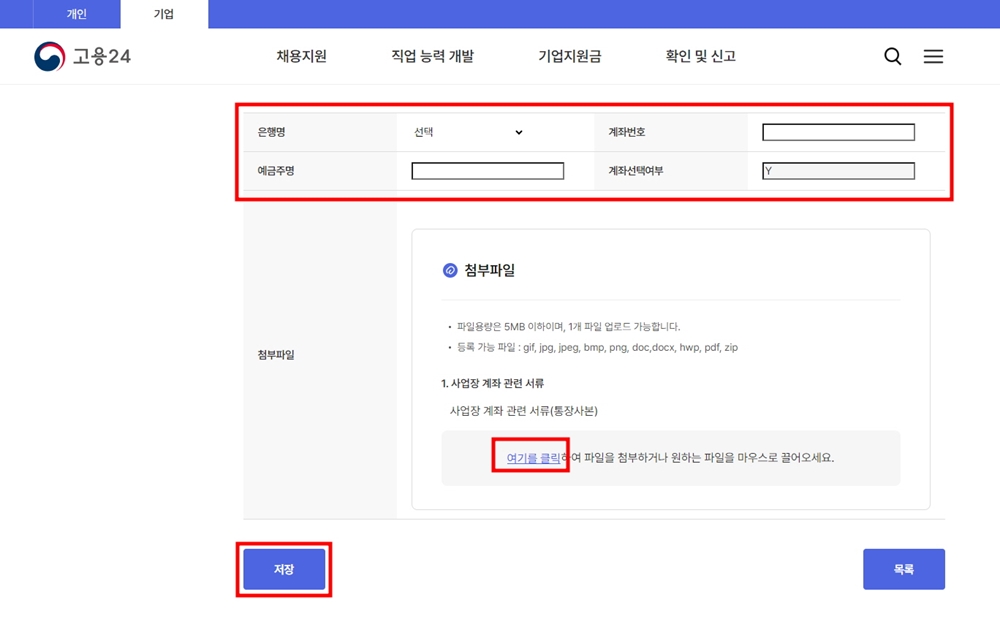 개인
기업
고용24
채용지원
직업 능력 개발
기업지원금
확인 및 신고
은행명
선택
계좌번호
예금주명
계좌선택여부
Y
첨부파일
첨부파일
• 파일용량은 5MB 이하이며, 1개 파일 업로드 가능합니다.
• 등록 가능 파일 : gif, jpg, jpeg, bmp, png, doc,docx, hwp, pdf, zip
1. 사업장 계좌 관련 서류
사업장 계좌 관련 서류(통장사본)
여기를 클릭하여 파일을 첨부하거나 원하는 파일을 마우스로 끌어오세요.
저장
목록